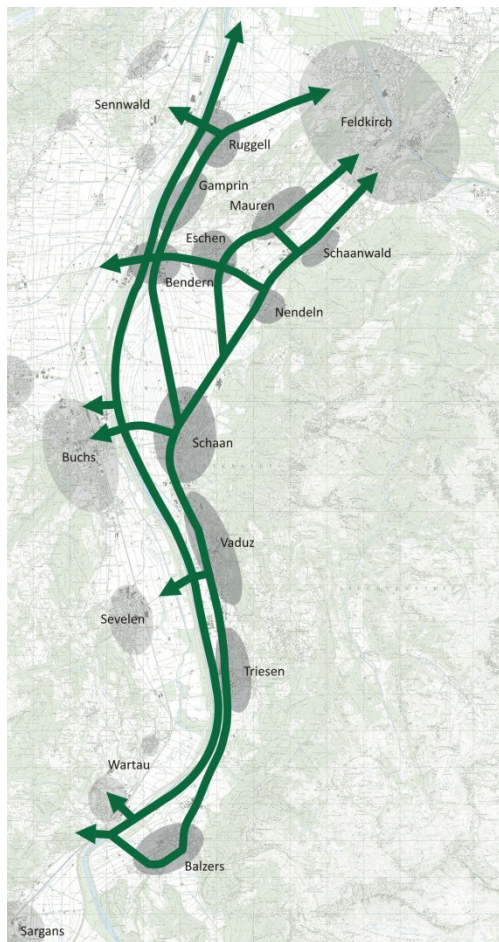 Sennwald
Feldkirch
Ruggell
Gamprin
Mauren
Eschen
Schaanwald
Bendern
Nendeln
Schaan
Buchs
Vaduz
Sevelen
Triesen
Wartau
Balzers
Sargans